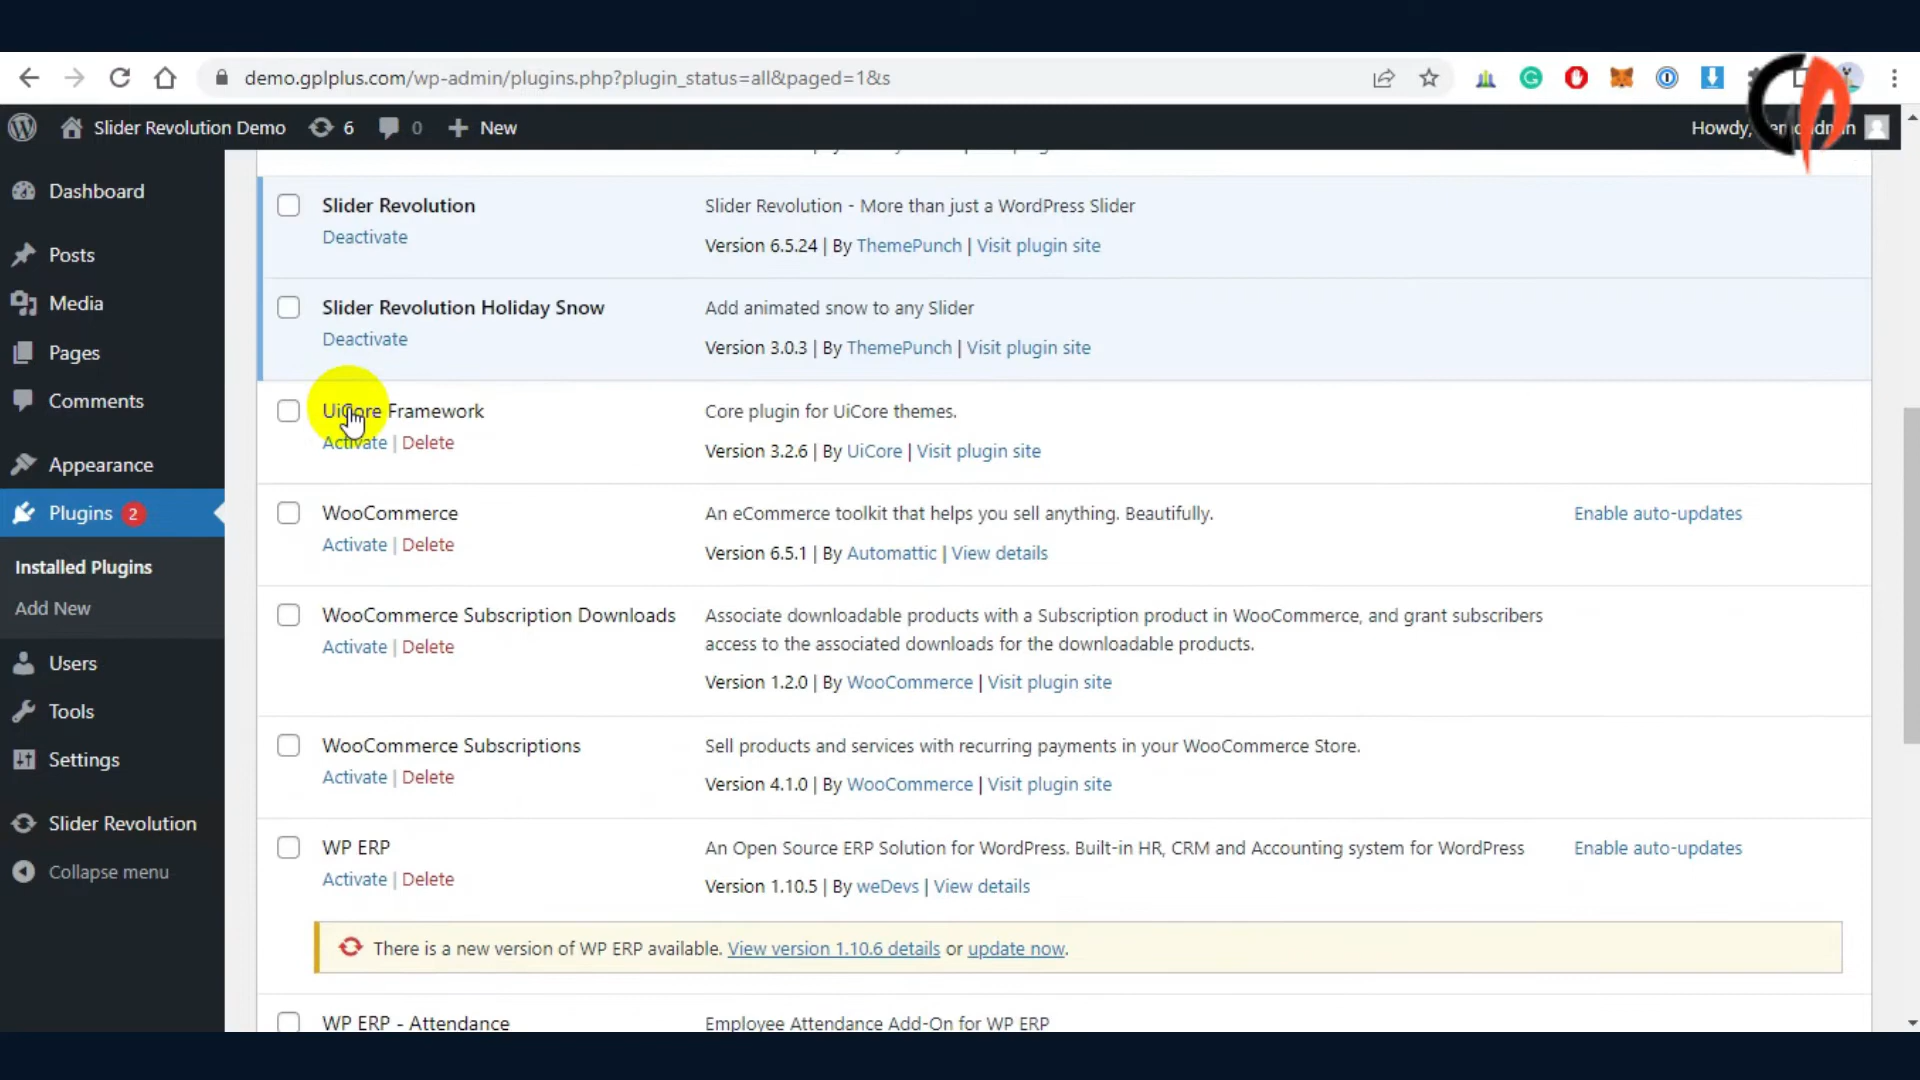 demo.gplplus.com/wp-admin/plugins.php?plugin_status=all&paged=1&s
Slider Revolution Demo 6 0 New
Howdy,
Dashboard
Posts
Media
Pages
Comments
Appearance
Plugins 2
Installed Plugins
Add New
Users
Tools
Settings
Slider Revolution
Collapse menu
Slider Revolution
Deactivate
Slider Revolution - More than just a WordPress Slider
Version 6.5.24 | By ThemePunch | Visit plugin site
Slider Revolution Holiday Snow
Deactivate
Add animated snow to any Slider
Version 3.0.3 | By ThemePunch | Visit plugin site
UiCore Framework
Activate | Delete
Core plugin for UiCore themes.
Version 3.2.6 | By UiCore | Visit plugin site
WooCommerce
Activate | Delete
An eCommerce toolkit that helps you sell anything. Beautifully.
Version 6.5.1 | By Automattic | View details
Enable auto-updates
WooCommerce Subscription Downloads
Activate | Delete
Associate downloadable products with a Subscription product in WooCommerce, and grant subscribers
access to the associated downloads for the downloadable products.
Version 1.2.0 | By WooCommerce | Visit plugin site
WooCommerce Subscriptions
Activate | Delete
Sell products and services with recurring payments in your WooCommerce Store.
Version 4.1.0 | By WooCommerce | Visit plugin site
WP ERP
Activate | Delete
An Open Source ERP Solution for WordPress. Built-in HR, CRM and Accounting system for WordPress
Version 1.10.5 | By weDevs | View details
Enable auto-updates
There is a new version of WP ERP available. View version 1.10.6 details or update now.
WP ERP - Attendance
Employee Attendance Add-On for WP ERP